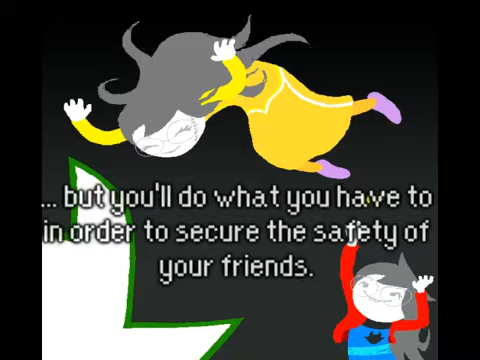 ... but you'll do what you have to
in order to secure the safety of
your friends.